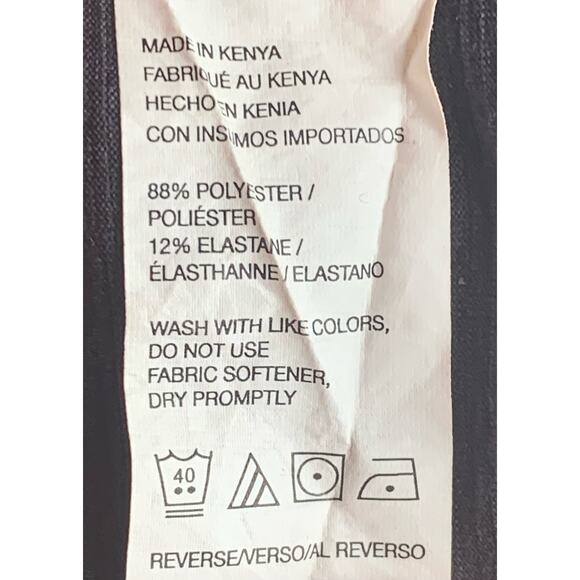 MADE IN KENYA
FABRIQUÉ AU KENYA
HECHO EN KENIA
CON INSUMOS IMPORTADOS
88% POLYESTER /
POLIÉSTER
12% ELASTANE /
ÉLASTHANNE / ELASTANO
WASH WITH LIKE COLORS,
DO NOT USE
FABRIC SOFTENER,
DRY PROMPTLY
40
REVERSE/VERSO/AL REVERSO